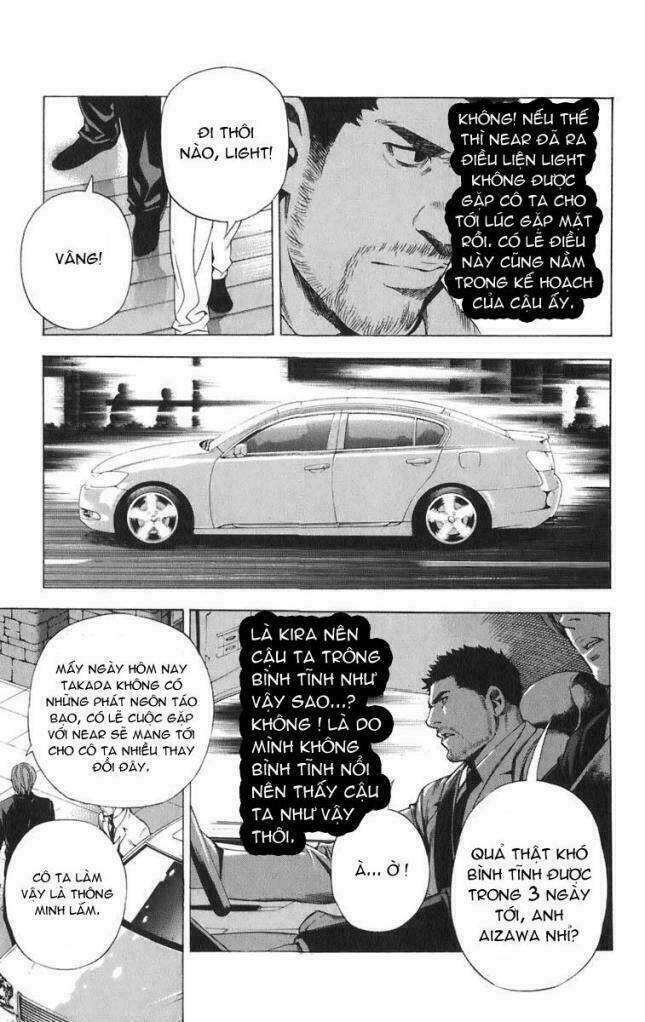 KHÔNG! NẾU THẾ
THÌ NEAR ĐÃ RA
ĐIỀU LIỆN LIGHT
KHÔNG ĐƯỢC
GẶP CÔ TA CHO
TỚI LÚC GẶP MẶT
RỒI. CÓ LẼ ĐIỀU
NÀY CŨNG NẰM
TRONG KẾ HOẠCH
CỦA CẬU ẤY.
ĐI THÔI
NÀO, LIGHT!
VÂNG!
QUẢ THẬT KHÓ
BÌNH TĨNH ĐƯỢC
TRONG 3 NGÀY
TỚI, ANH
AIZAWA NHỈ?
À... Ờ !
LÀ KIRA NÊN
CẬU TA TRÔNG
BÌNH TĨNH NHƯ
VẬY SAO...?
KHÔNG ! LÀ DO
MÌNH KHÔNG
BÌNH TĨNH NỔI
NÊN THẤY CẬU
TA NHƯ VẬY
THÔI.
MẤY NGÀY HÔM NAY
TAKADA KHÔNG CÓ
NHỮNG PHÁT NGÔN TÁO
BẠO, CÓ LẼ CUỘC GẶP
VỚI NEAR SẼ MANG TỚI
CHO CÔ TA NHIỀU THAY
ĐỔI ĐÂY.
CÔ TA LÀM
VẬY LÀ THÔNG
MINH LẮM.